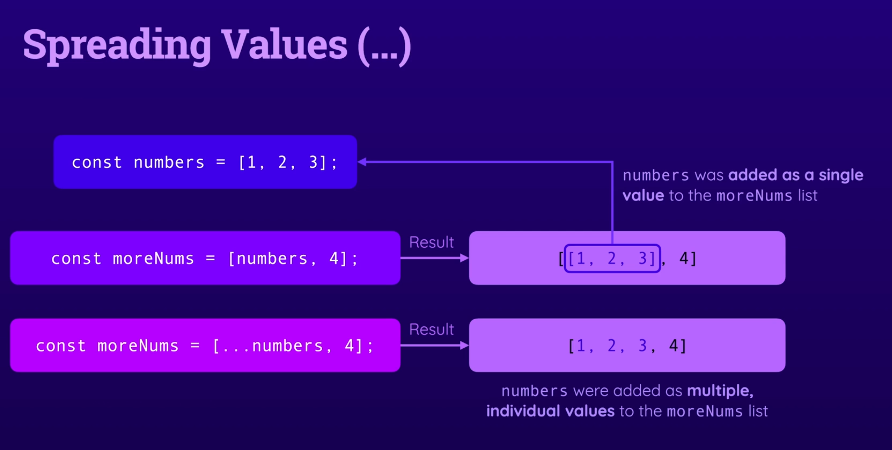 Spreading Values (...)
const numbers = [1, 2, 3];
numbers was added as a single
value to the moreNums list
const moreNums = [numbers, 4];
Result
[[1, 2, 3], 4]
const moreNums = [...numbers, 4];
Result
[1, 2, 3, 4]
numbers were added as multiple,
individual values to the moreNums list